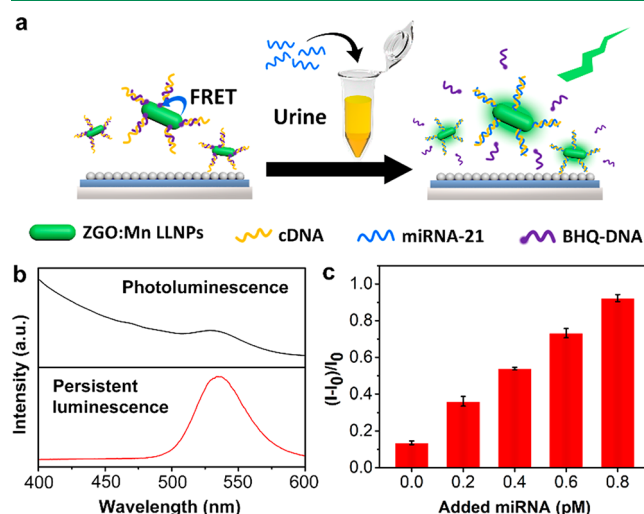 a
FRET
Urine
ZGO:Mn LLNPs
cDNA
miRNA-21
BHQ-DNA
b
Intensity (a.u.)
Photoluminescence
Persistent
luminescence
400 450 500 550 600
Wavelength (nm)
c
(I-I₀)/I₀
1.0
0.8
0.6
0.4
0.2
0.0
0.0 0.2 0.4 0.6 0.8
Added miRNA (pM)